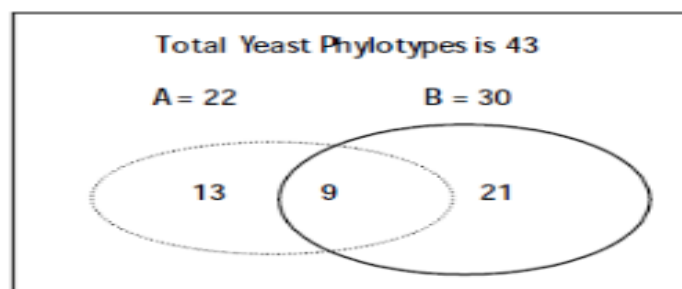 Total Yeast Phylotypes is 43
A = 22 B = 30
13 9 21